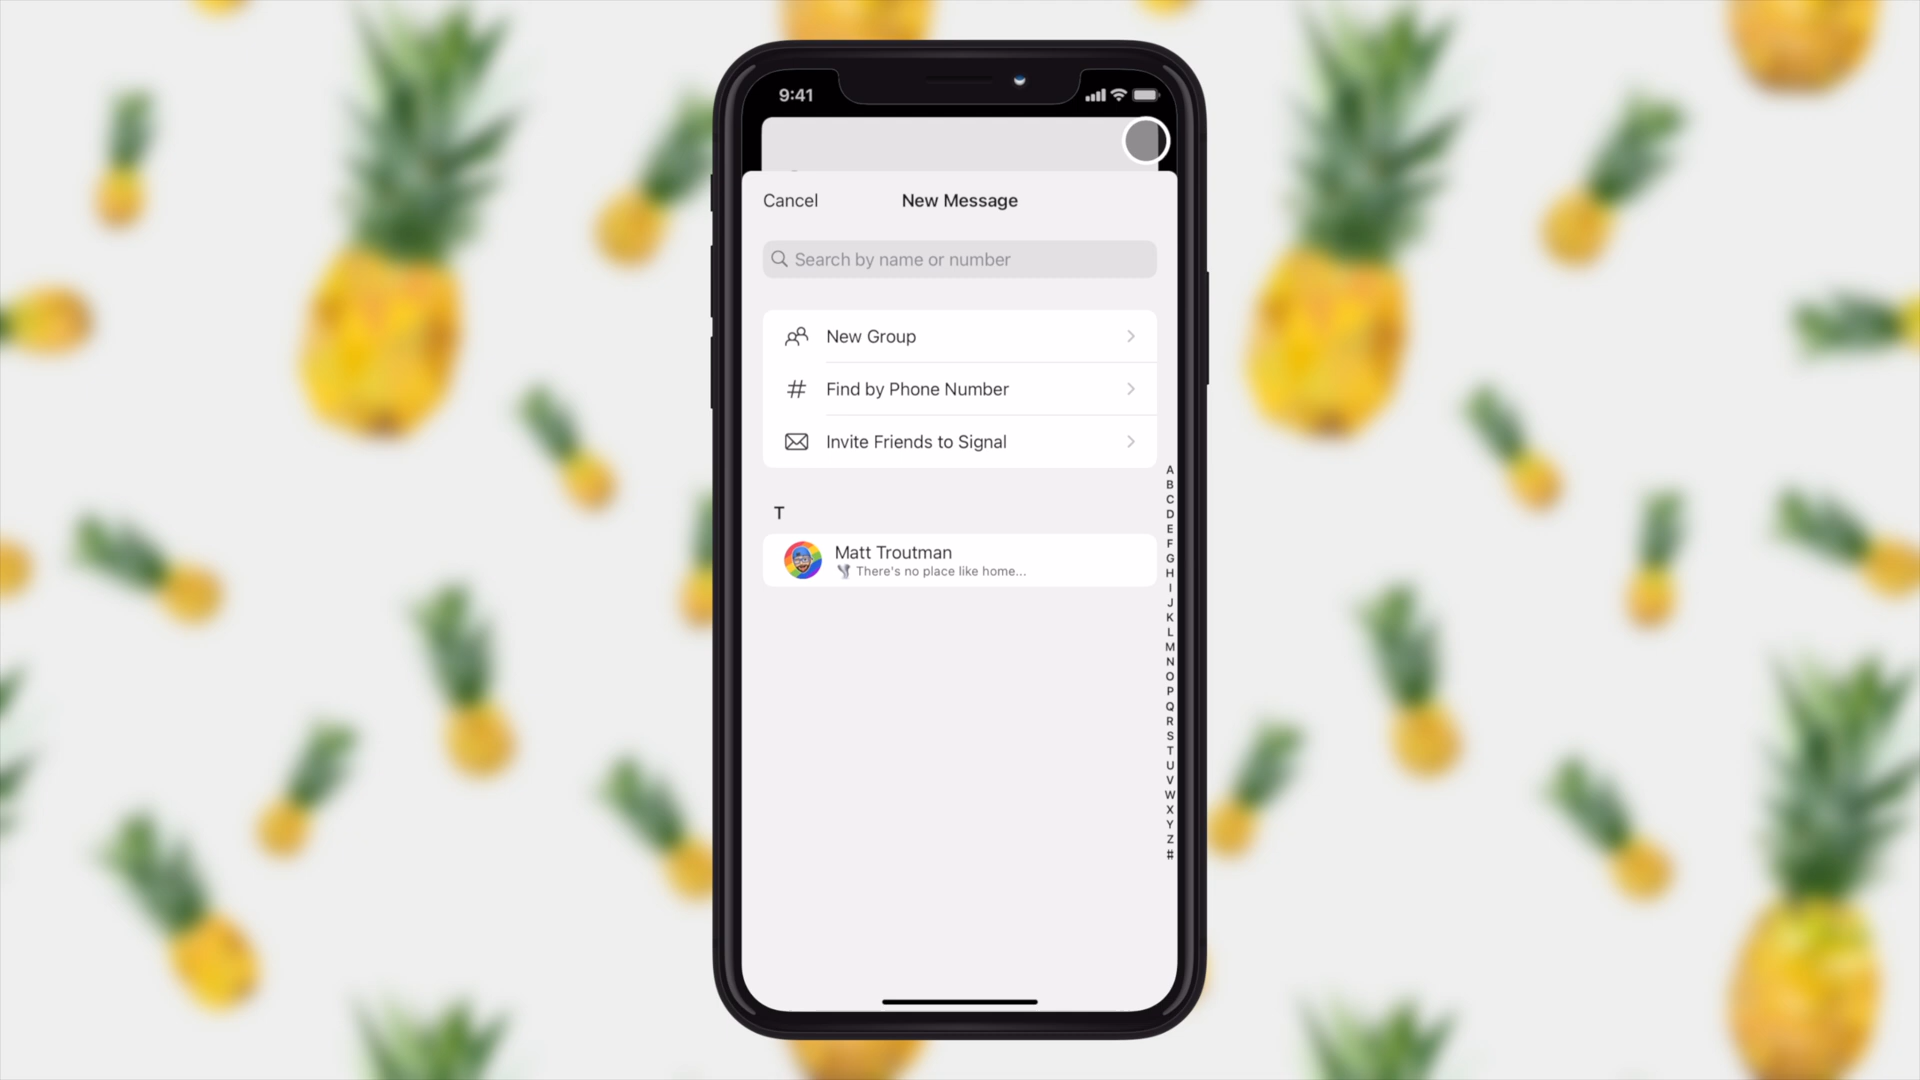 9:41
Cancel
New Message
Search by name or number
New Group
# Find by Phone Number
Invite Friends to Signal
T
Matt Troutman
There's no place like home...
A
B
C
D
E
F
G
H
I
J
K
L
M
N
O
P
Q
R
S
T
U
V
W
X
Y
Z
#